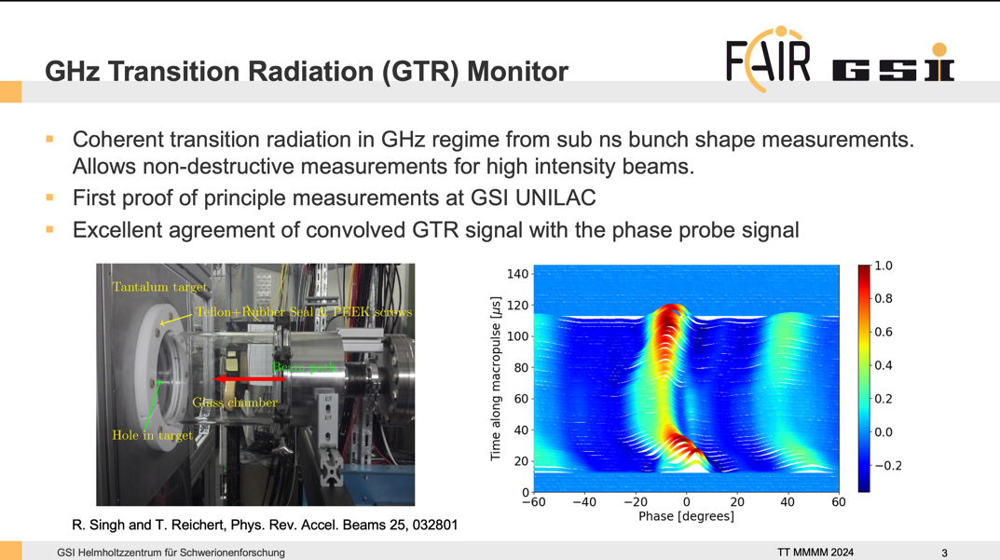 FAIR GSI
GHz Transition Radiation (GTR) Monitor
Coherent transition radiation in GHz regime from sub ns bunch shape measurements.
Allows non-destructive measurements for high intensity beams.
First proof of principle measurements at GSI UNILAC
Excellent agreement of convolved GTR signal with the phase probe signal
Tantalum target
Teflon+Rubber Seal & PEEK screws
Beam path
Glass chamber
Hole in target
R. Singh and T. Reichert, Phys. Rev. Accel. Beams 25, 032801
Time along macropulse [μs]
140
120
100
80
60
40
20
0
−60 −40 −20 0 20 40 60
Phase [degrees]
1.0
0.8
0.6
0.4
0.2
0.0
−0.2
GSI Helmholtzzentrum für Schwerionenforschung
TT MMMM 2024
3